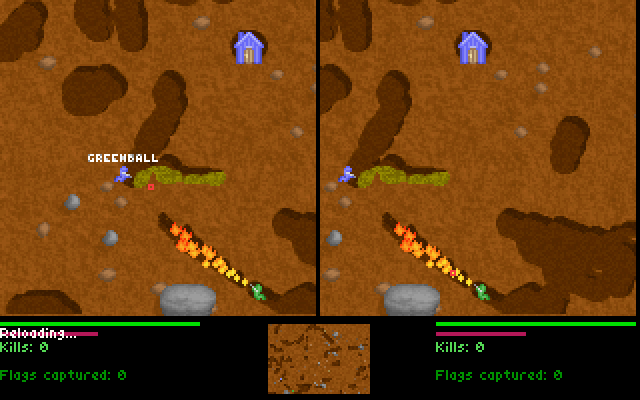 GREENBALL
Reloading...
Kills: 0
Kills: 0
Flags captured: 0
Flags captured: 0